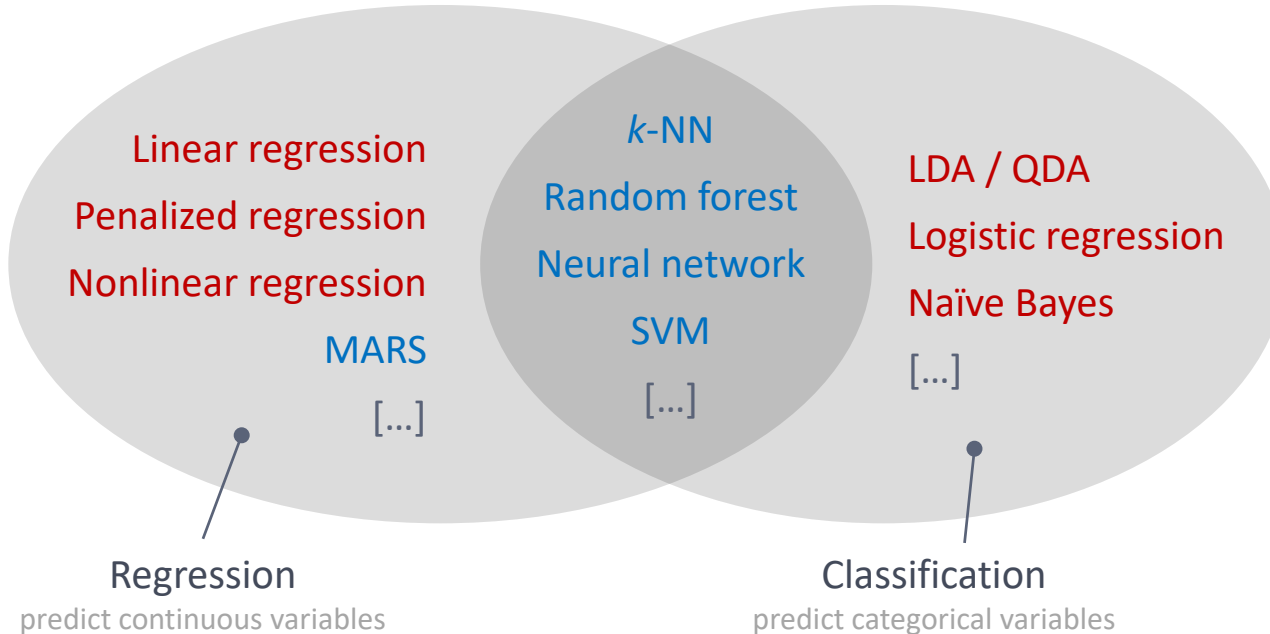 Linear regression
Penalized regression
Nonlinear regression
MARS
[...]
k-NN
Random forest
Neural network
SVM
[...]
LDA / QDA
Logistic regression
Naïve Bayes
[...]
Regression
predict continuous variables
Classification
predict categorical variables